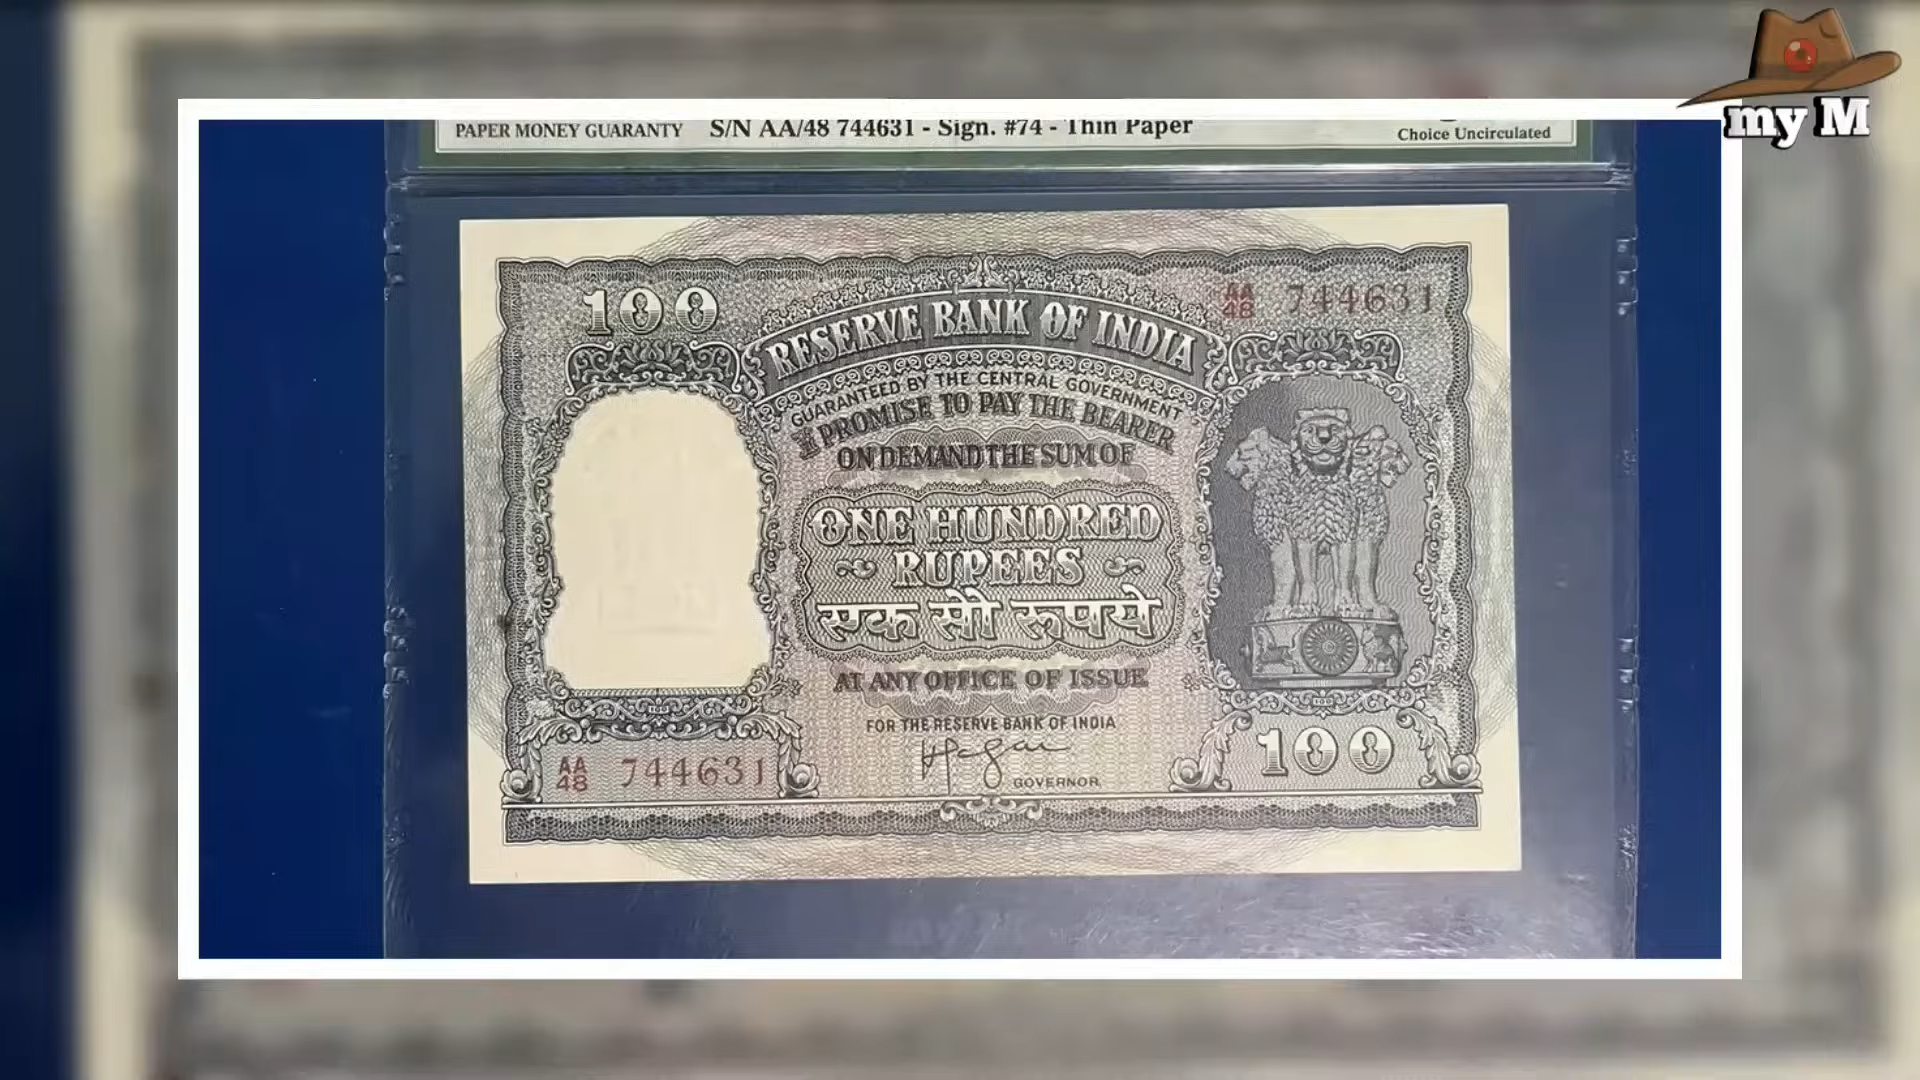 my M
PAPER MONEY GUARANTY S/N AA/48 744631 - Sign. #74 - Thin Paper
Choice Uncirculated
100
AA
48 744631
RESERVE BANK OF INDIA
GUARANTEED BY THE CENTRAL GOVERNMENT
I PROMISE TO PAY THE BEARER
ON DEMAND THE SUM OF
ONE HUNDRED
RUPEES
एक सौ रूपये
AT ANY OFFICE OF ISSUE
FOR THE RESERVE BANK OF INDIA
GOVERNOR
AA
48 744631
100